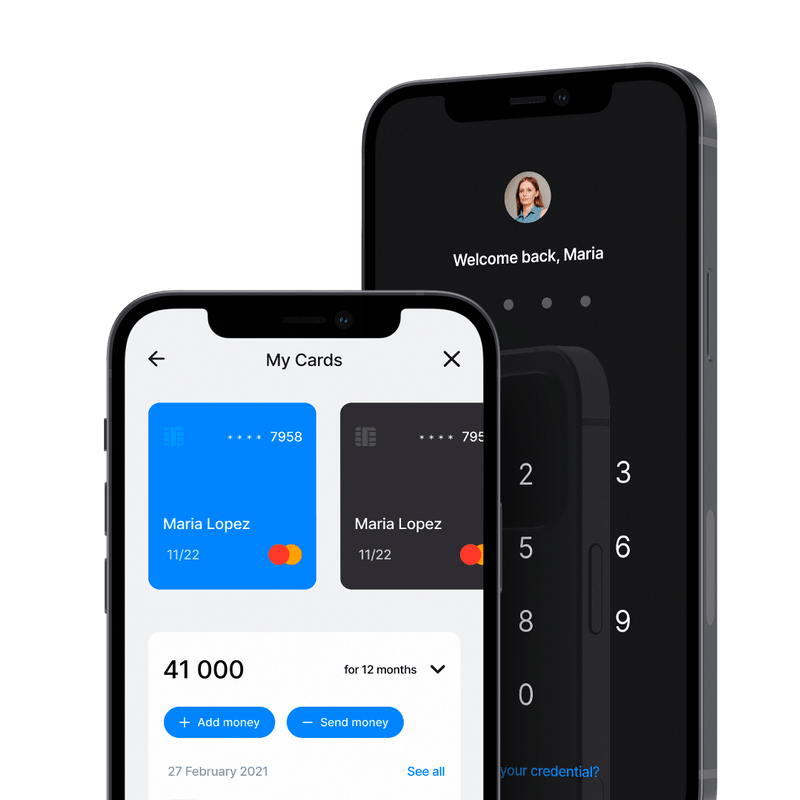 Welcome back, Maria
2 3
5 6
8 9
0
your credential?
My Cards
**** 7958
Maria Lopez
11/22
**** 795
Maria Lopez
11/22
41 000
for 12 months
+ Add money
− Send money
27 February 2021
See all